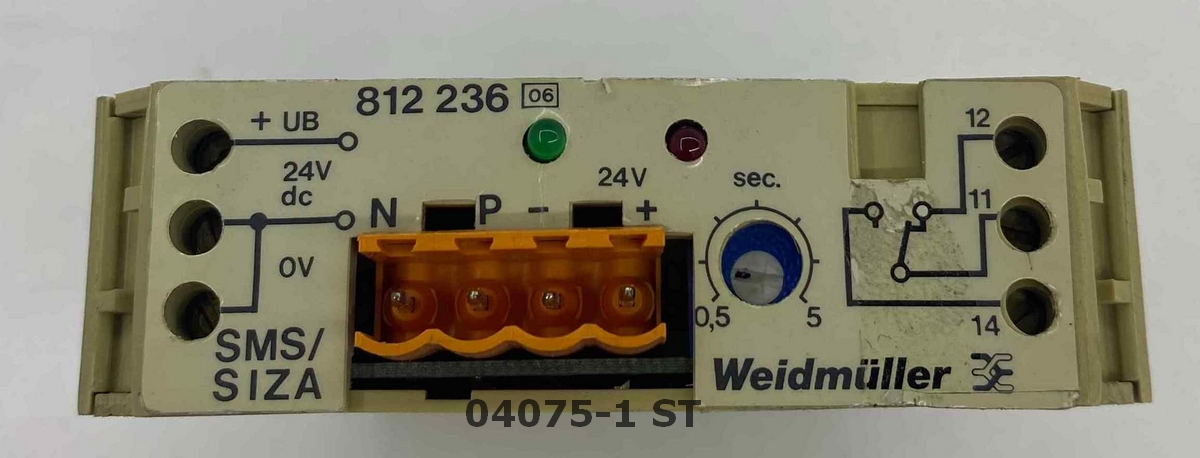 812 236 06
+ UB
24V
dc
0V
SMS/
SIZA
N P - 24V +
sec.
0,5 5
12
11
14
Weidmüller
04075-1 ST